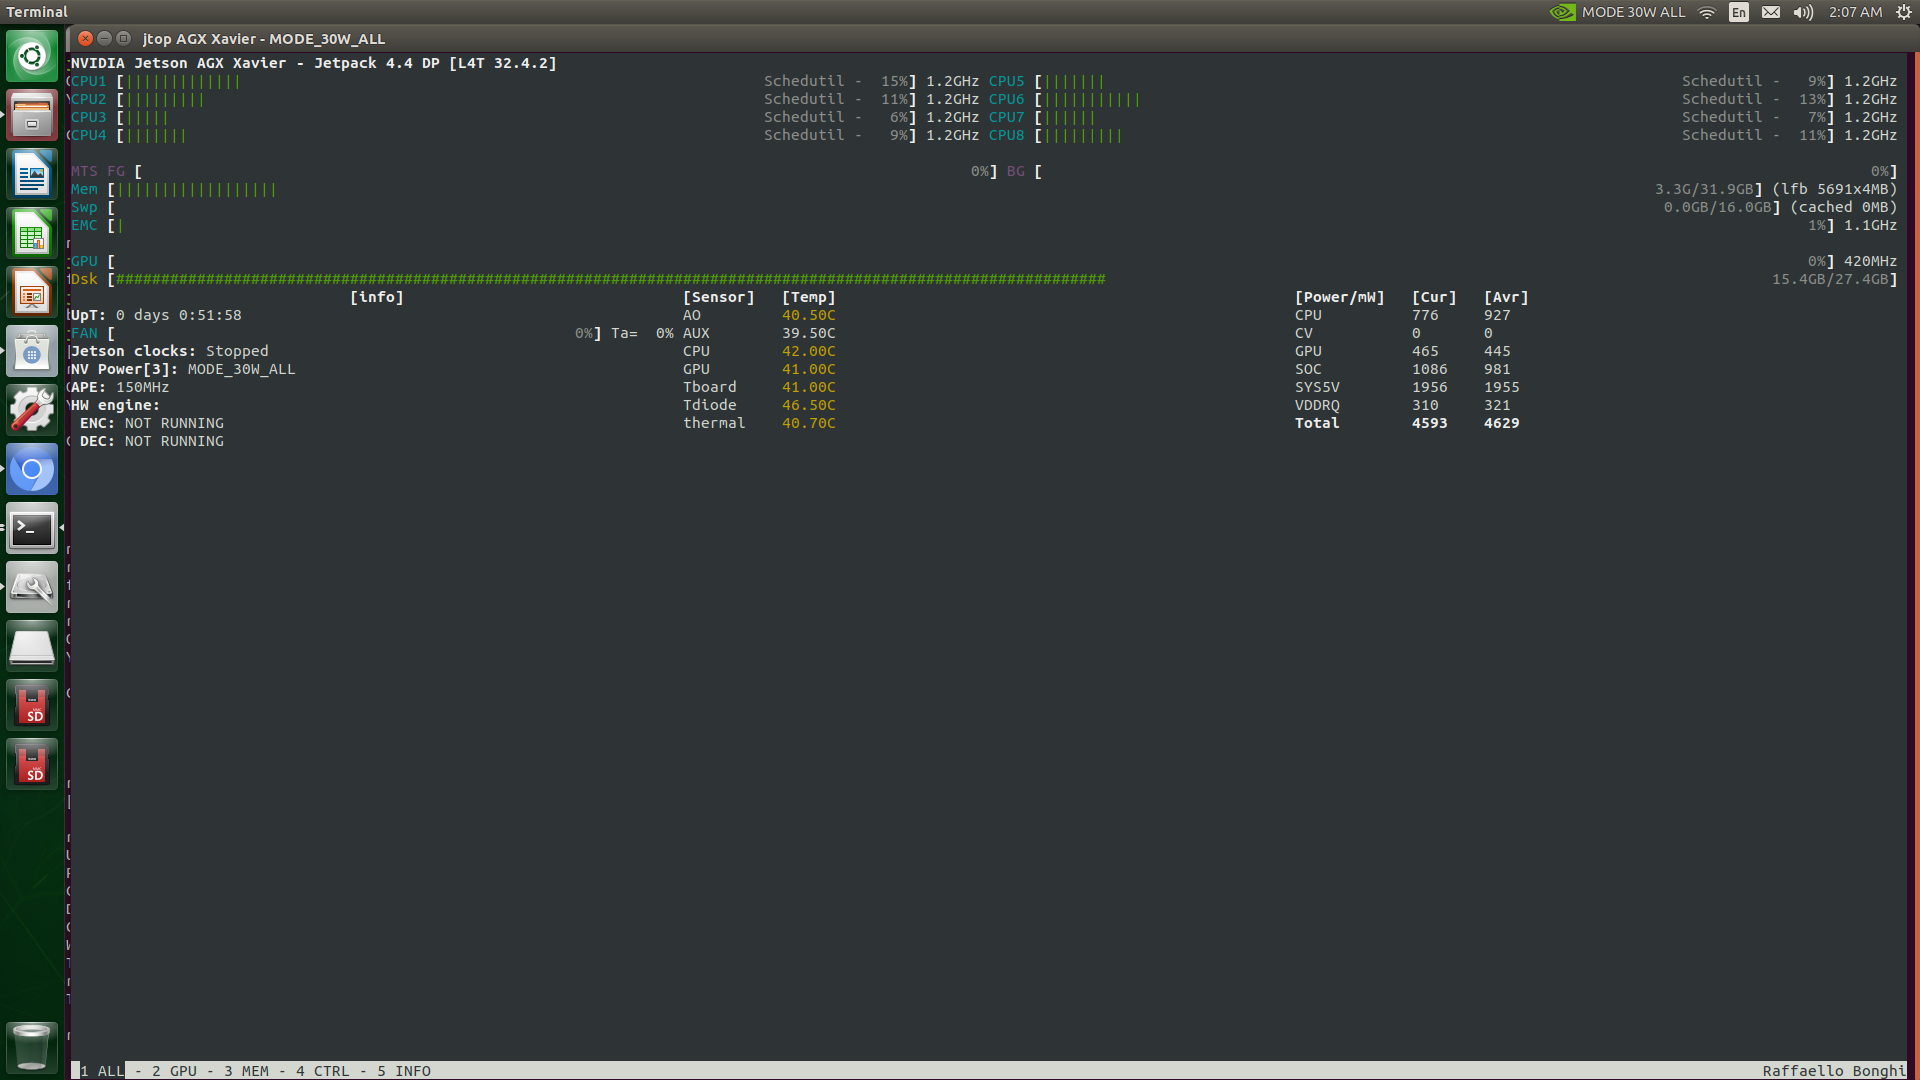 Terminal MODE 30W ALL En 2:07 AM
jtop AGX Xavier - MODE_30W_ALL
NVIDIA Jetson AGX Xavier - Jetpack 4.4 DP [L4T 32.4.2]
CPU1 [||||||||||||| Schedutil - 15%] 1.2GHz CPU5 [||||||| Schedutil - 9%] 1.2GHz
CPU2 [||||||||| Schedutil - 11%] 1.2GHz CPU6 [||||||||||| Schedutil - 13%] 1.2GHz
CPU3 [||||| Schedutil - 6%] 1.2GHz CPU7 [|||||| Schedutil - 7%] 1.2GHz
CPU4 [||||||| Schedutil - 9%] 1.2GHz CPU8 [||||||||| Schedutil - 11%] 1.2GHz
MTS FG [ 0%] BG [ 0%]
Mem [|||||||||||||||||| 3.3G/31.9GB] (lfb 5691x4MB)
Swp [ 0.0GB/16.0GB] (cached 0MB)
EMC [| 1%] 1.1GHz
GPU [ 0%] 420MHz
Dsk [############################################################################################################## 15.4GB/27.4GB]
[info] [Sensor] [Temp] [Power/mW] [Cur] [Avr]
UpT: 0 days 0:51:58 AO 40.50C CPU 776 927
FAN [ 0%] Ta= 0% AUX 39.50C CV 0 0
Jetson clocks: Stopped CPU 42.00C GPU 465 445
NV Power[3]: MODE_30W_ALL GPU 41.00C SOC 1086 981
APE: 150MHz Tboard 41.00C SYS5V 1956 1955
HW engine: Tdiode 46.50C VDDRQ 310 321
ENC: NOT RUNNING thermal 40.70C Total 4593 4629
DEC: NOT RUNNING
SD
SD
1 ALL - 2 GPU - 3 MEM - 4 CTRL - 5 INFO Raffaello Bonghi